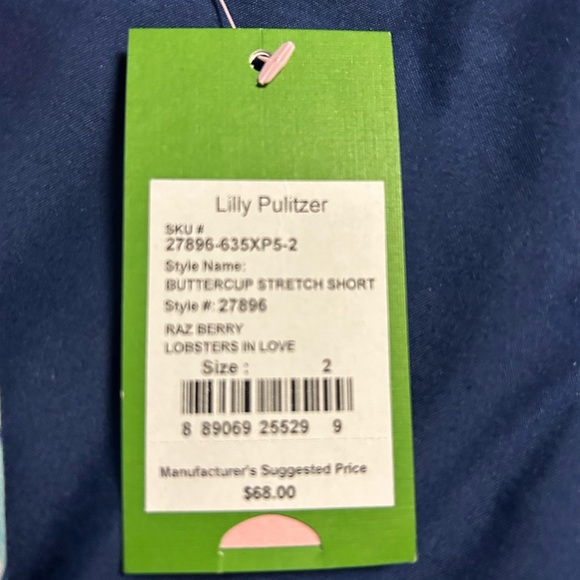 Lilly Pulitzer
SKU #
27896-635XP5-2
Style Name:
BUTTERCUP STRETCH SHORT
Style #: 27896
RAZ BERRY
LOBSTERS IN LOVE
Size : 2
8 89069 25529 9
Manufacturer's Suggested Price
$68.00